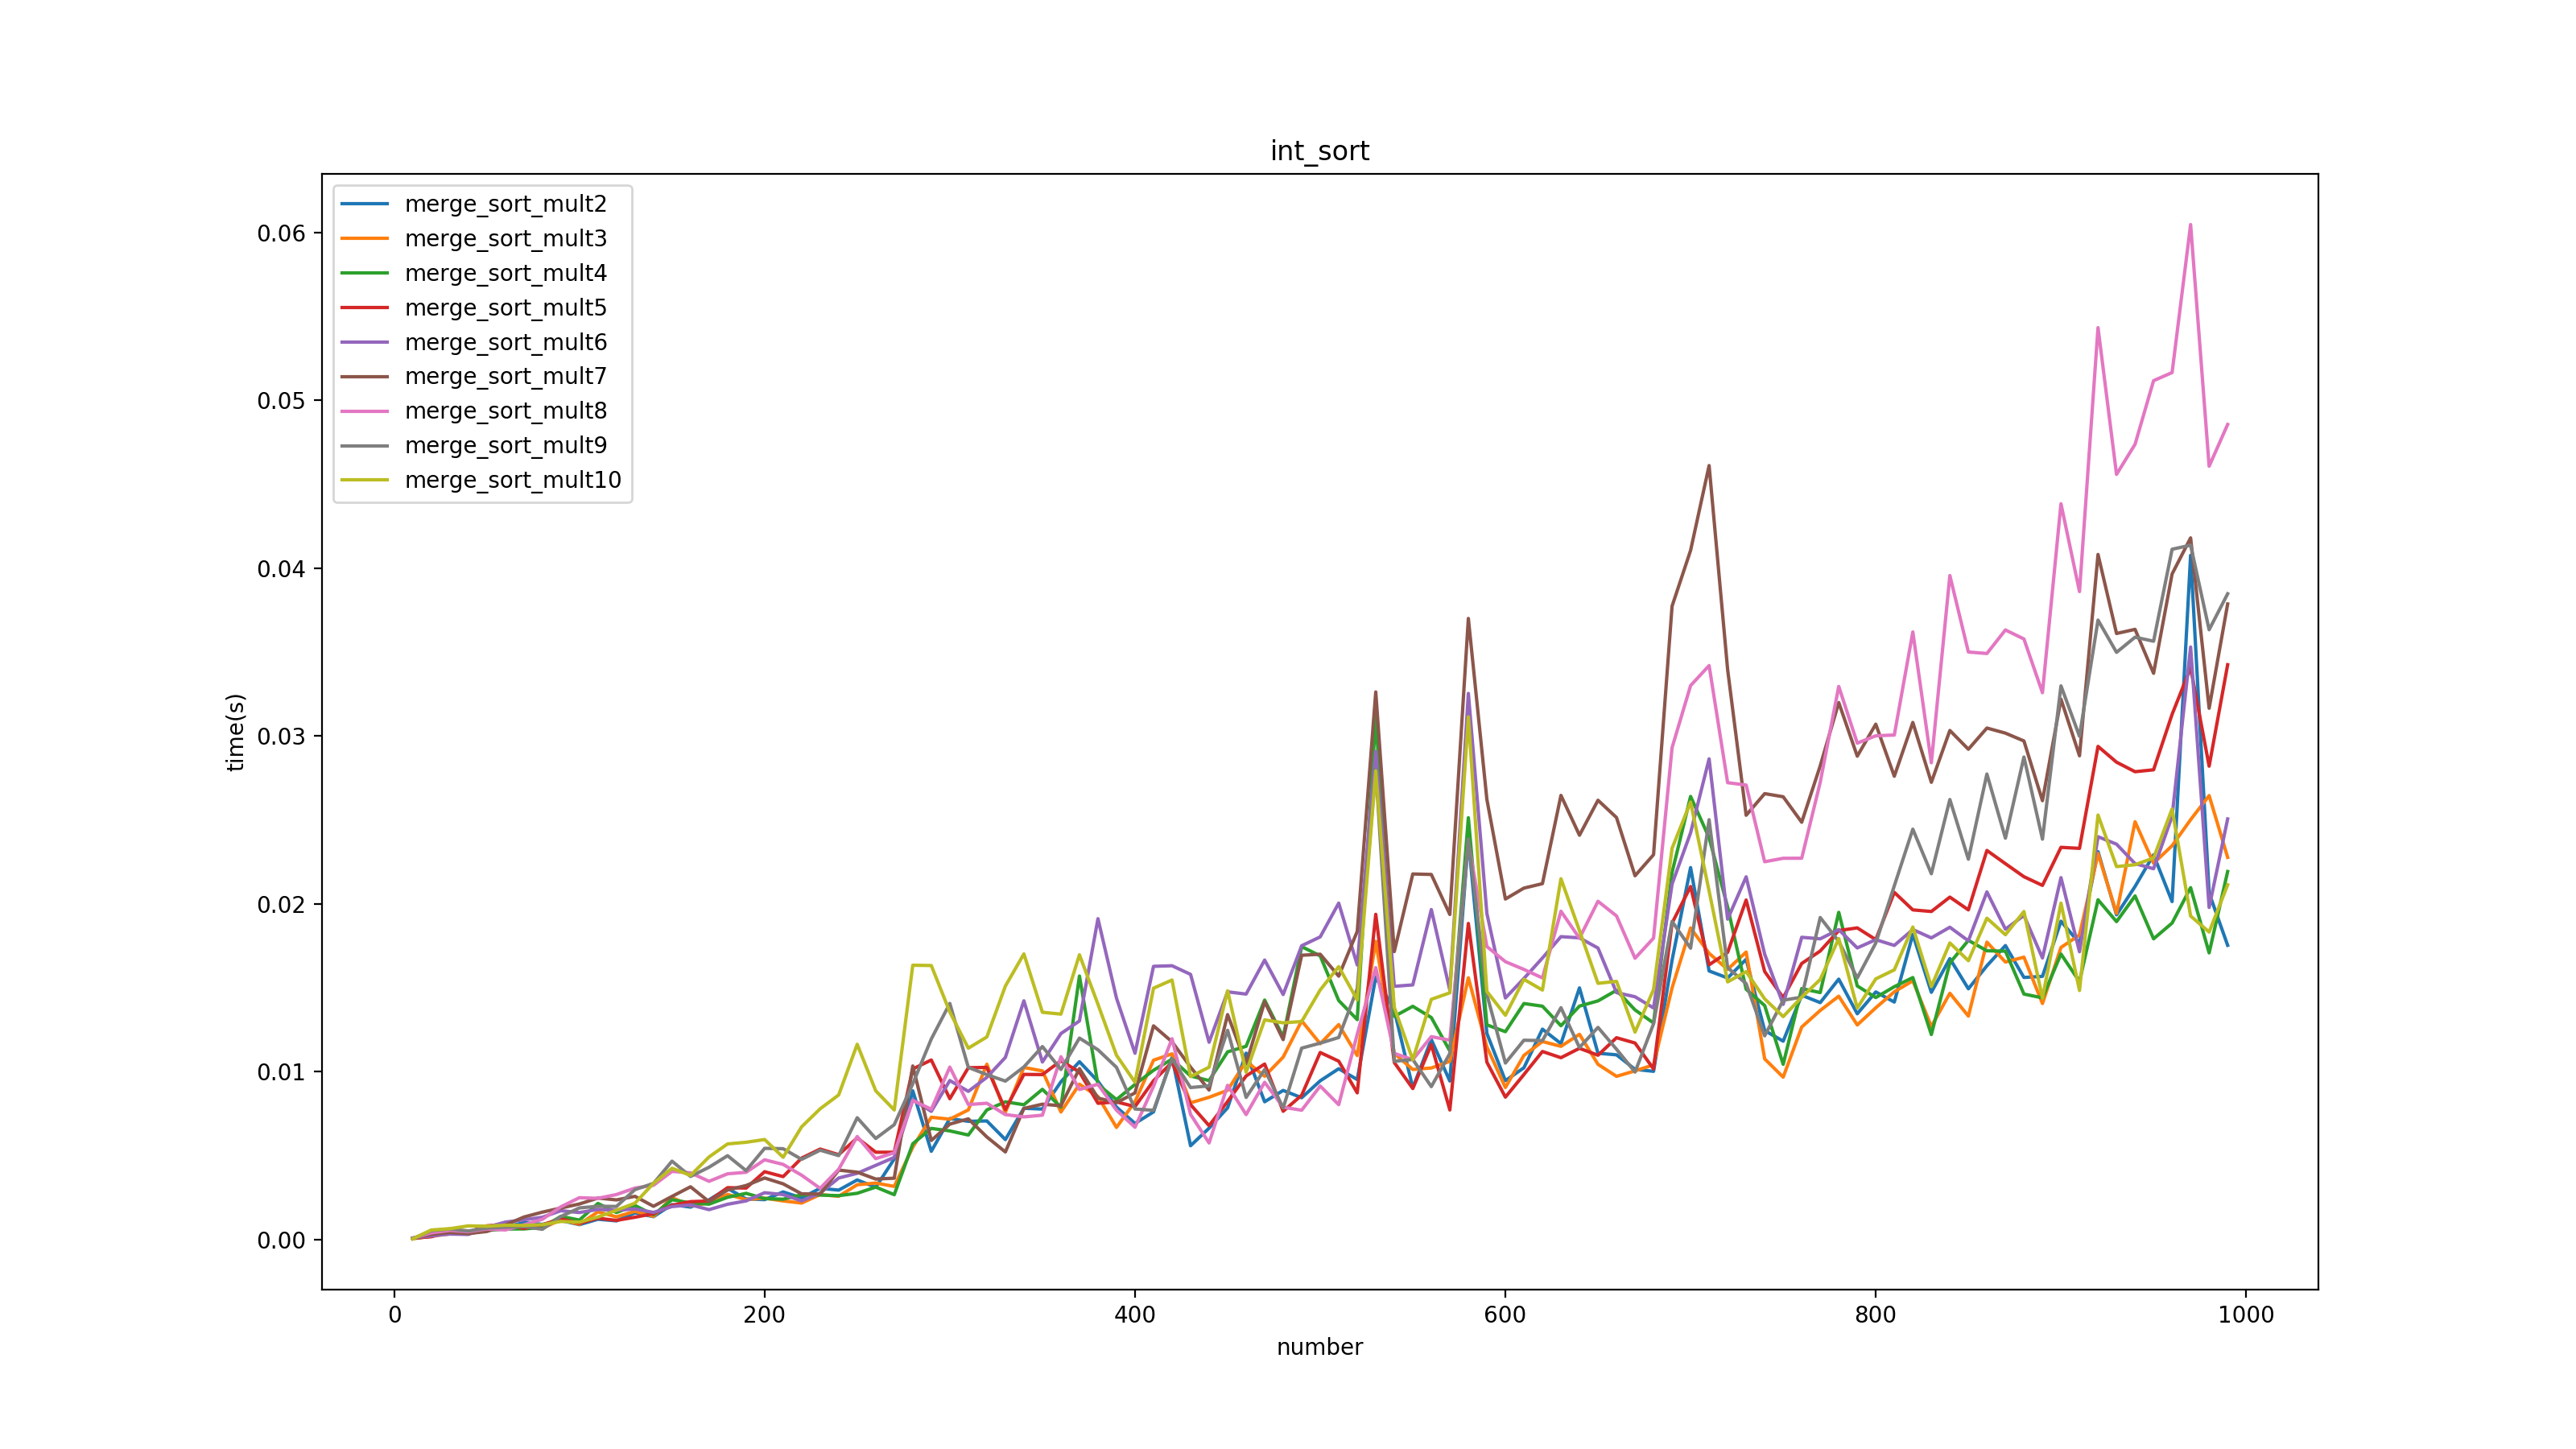 int_sort
merge_sort_mult2
merge_sort_mult3
merge_sort_mult4
merge_sort_mult5
merge_sort_mult6
merge_sort_mult7
merge_sort_mult8
merge_sort_mult9
merge_sort_mult10
0.06
0.05
0.04
0.03
0.02
0.01
0.00
time(s)
0 200 400 600 800 1000
number